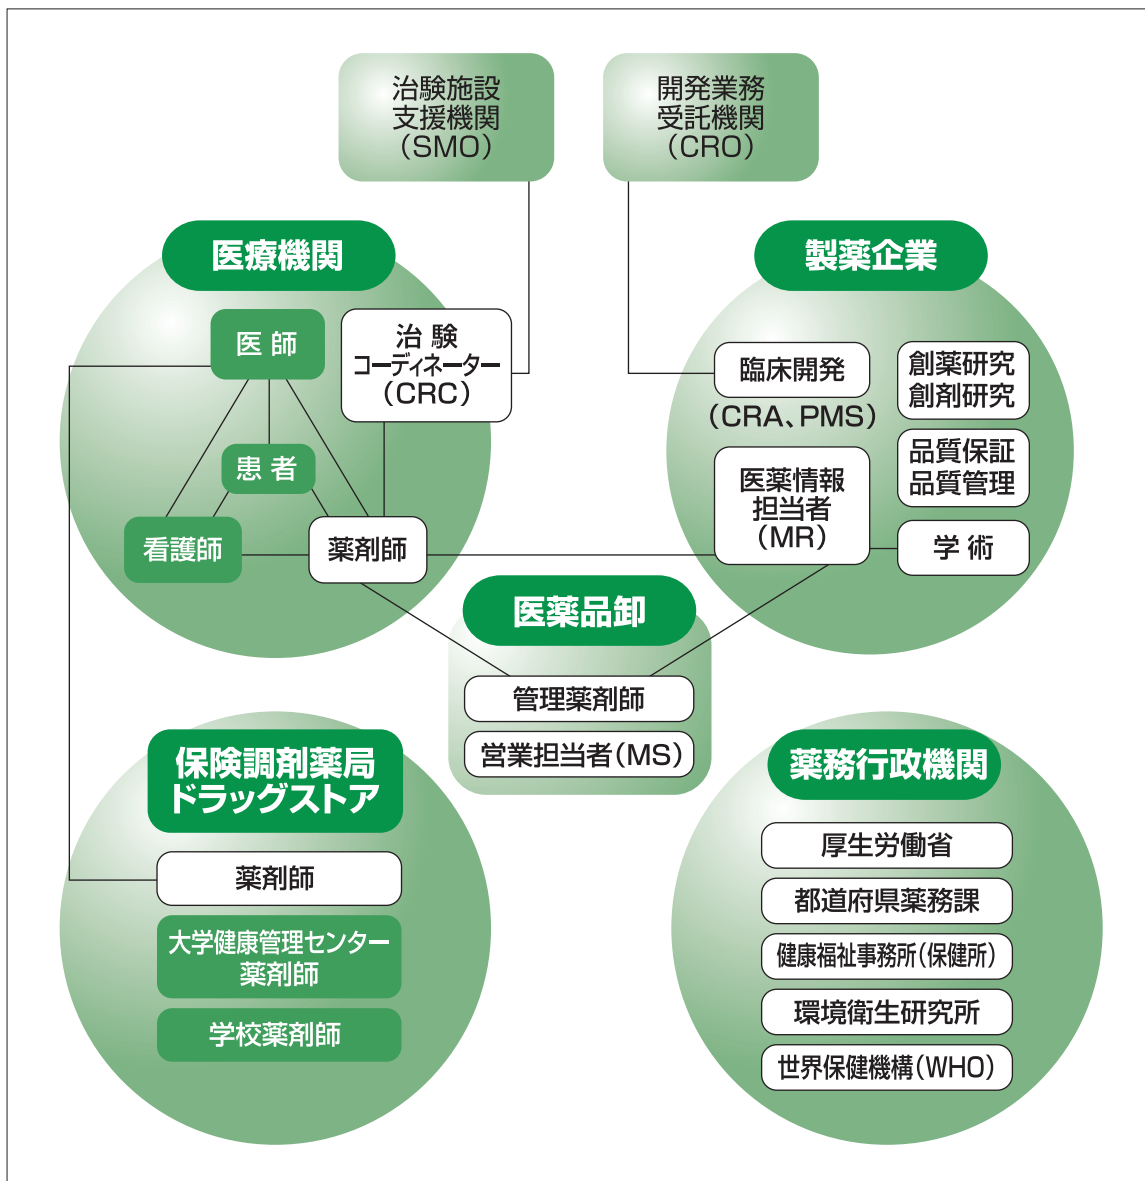 治験施設
支援機関
(SMO)
開発業務
受託機関
(CRO)
医療機関
医師
治験
コーディネーター
(CRC)
患者
看護師
薬剤師
製薬企業
臨床開発
(CRA、PMS)
創薬研究
創剤研究
医薬情報
担当者
(MR)
品質保証
品質管理
学術
医薬品卸
管理薬剤師
営業担当者(MS)
保険調剤薬局
ドラッグストア
薬剤師
大学健康管理センター
薬剤師
学校薬剤師
薬務行政機関
厚生労働省
都道府県薬務課
健康福祉事務所(保健所)
環境衛生研究所
世界保健機構(WHO)